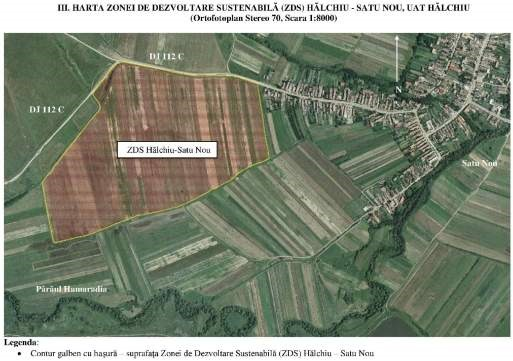 III. HARTA ZONEI DE DEZVOLTARE SUSTENABILĂ (ZDS) HĂLCHIU - SATU NOU, UAT HĂLCHIU
(Ortofotoplan Stereo 70, Scara 1:8000)
DJ 112 C
DJ 112 C
N
ZDS Hălchiu-Satu Nou
Satu Nou
Pârâul Hamaradia
Legenda:
• Contur galben cu hașură – suprafața Zonei de Dezvoltare Sustenabilă (ZDS) Hălchiu – Satu Nou